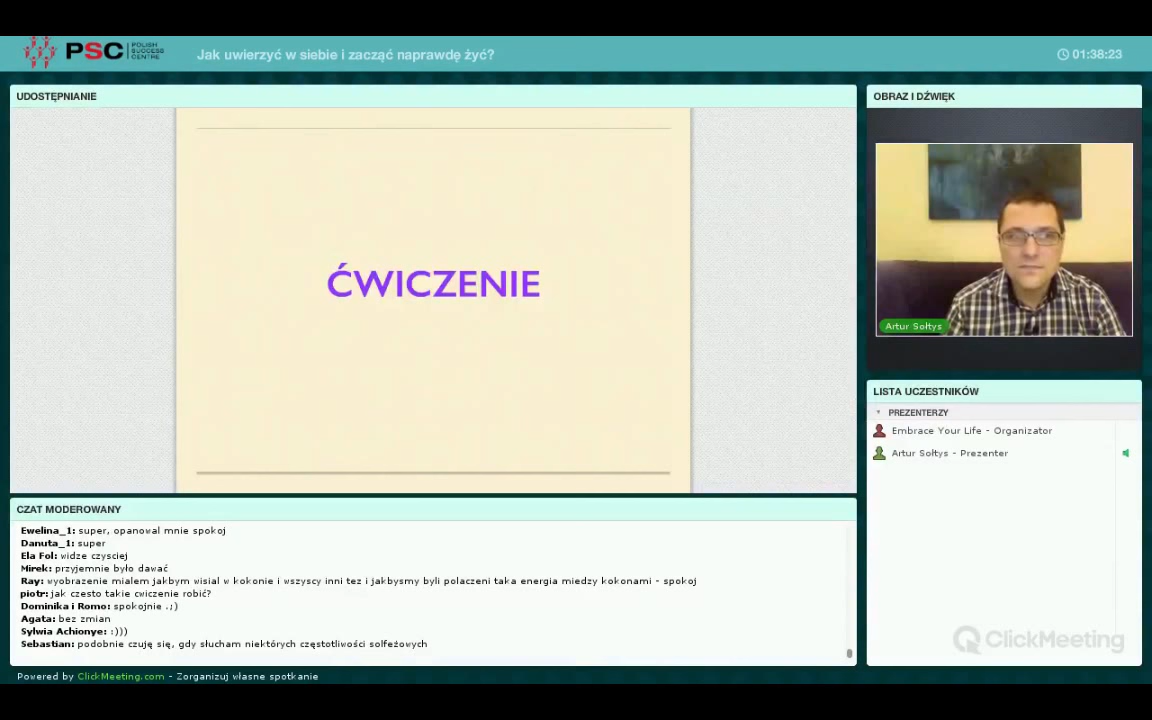 PSC POLISH SUCCESS CENTRE
Jak uwierzyć w siebie i zacząć naprawdę żyć?
01:38:23
UDOSTĘPNIANIE
ĆWICZENIE
OBRAZ I DŹWIĘK
Artur Sołtys
LISTA UCZESTNIKÓW
PREZENTERZY
Embrace Your Life - Organizator
Artur Sołtys - Prezenter
ClickMeeting
CZAT MODEROWANY
Ewelina_1: super, opanowal mnie spokoj
Danuta_1: super
Ela Fol: widze czysciej
Mirek: przyjemnie było dawać
Ray: wyobrazenie mialem jakbym wisial w kokonie i wszyscy inni tez i jakbysmy byli polaczeni taka energia miedzy kokonami - spokoj
piotr: jak czesto takie cwiczenie robić?
Dominika i Romo: spokojnie .;)
Agata: bez zmian
Sylwia Achionye: :)))
Sebastian: podobnie czuję się, gdy słucham niektórych częstotliwości solfeżowych
Powered by ClickMeeting.com - Zorganizuj własne spotkanie